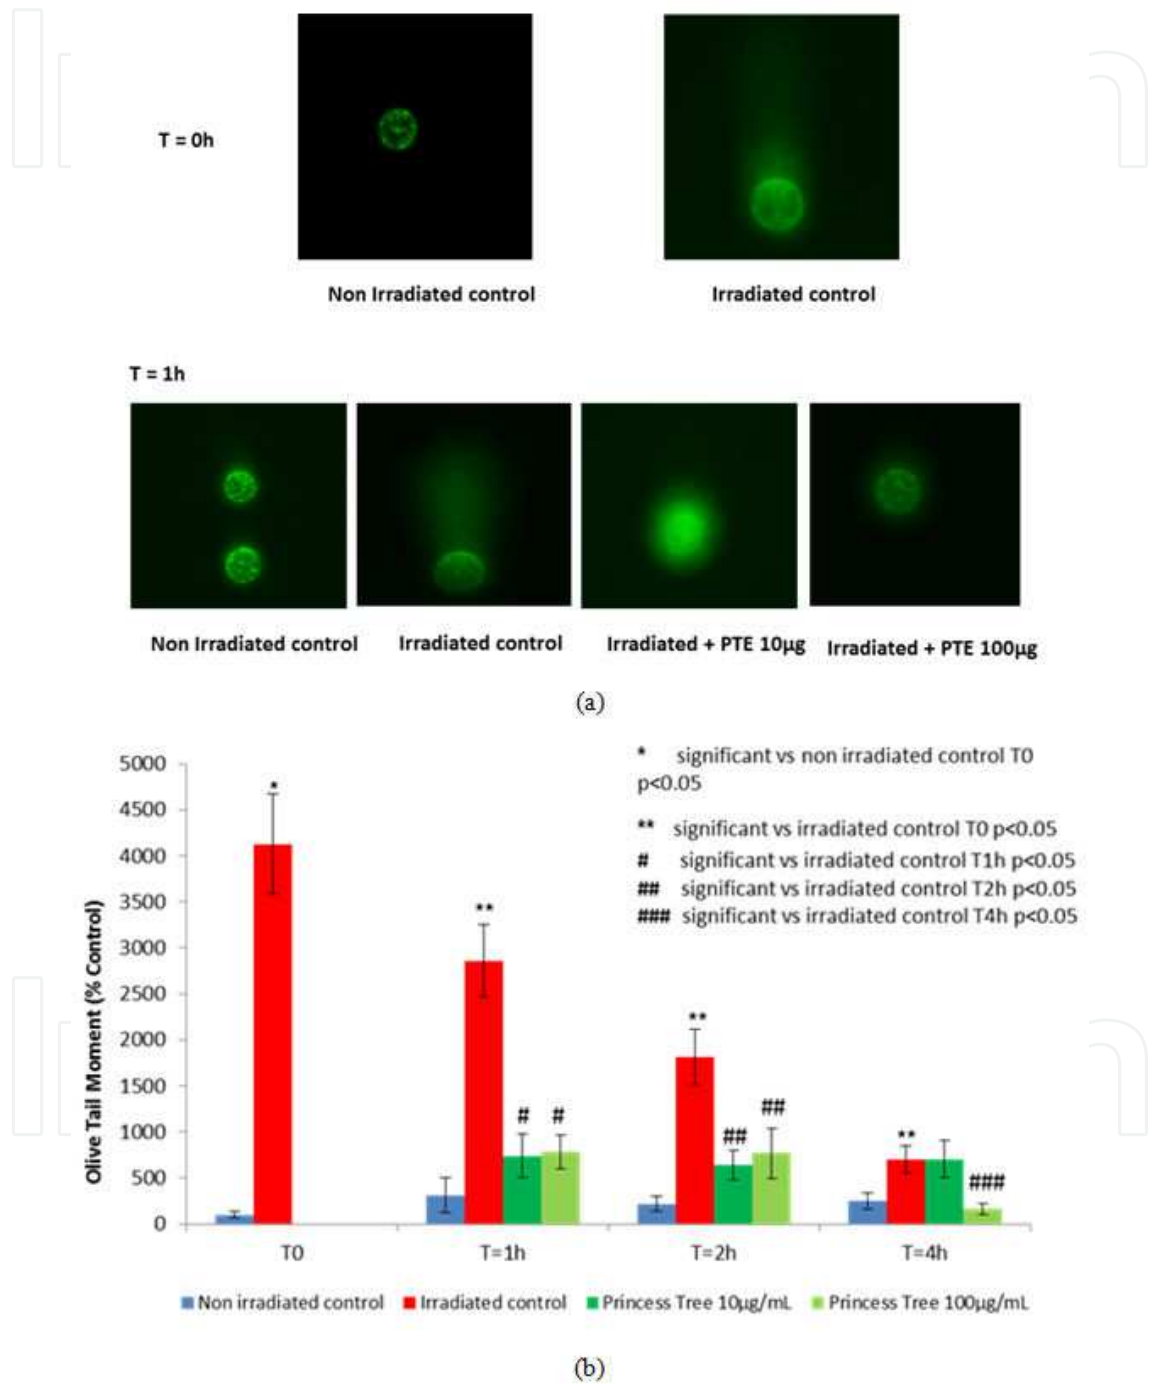 T = 0h
Non Irradiated control
Irradiated control
T = 1h
Non Irradiated control
Irradiated control
Irradiated + PTE 10µg
Irradiated + PTE 100µg
(a)
* significant vs non irradiated control T0
p<0.05
** significant vs irradiated control T0 p<0.05
# significant vs irradiated control T1h p<0.05
## significant vs irradiated control T2h p<0.05
### significant vs irradiated control T4h p<0.05
Olive Tail Moment (% Control)
5000
4500
4000
3500
3000
2500
2000
1500
1000
500
0
*
**
#
#
**
##
##
**
###
T0
T=1h
T=2h
T=4h
Non irradiated control
Irradiated control
Princess Tree 10µg/mL
Princess Tree 100µg/mL
(b)